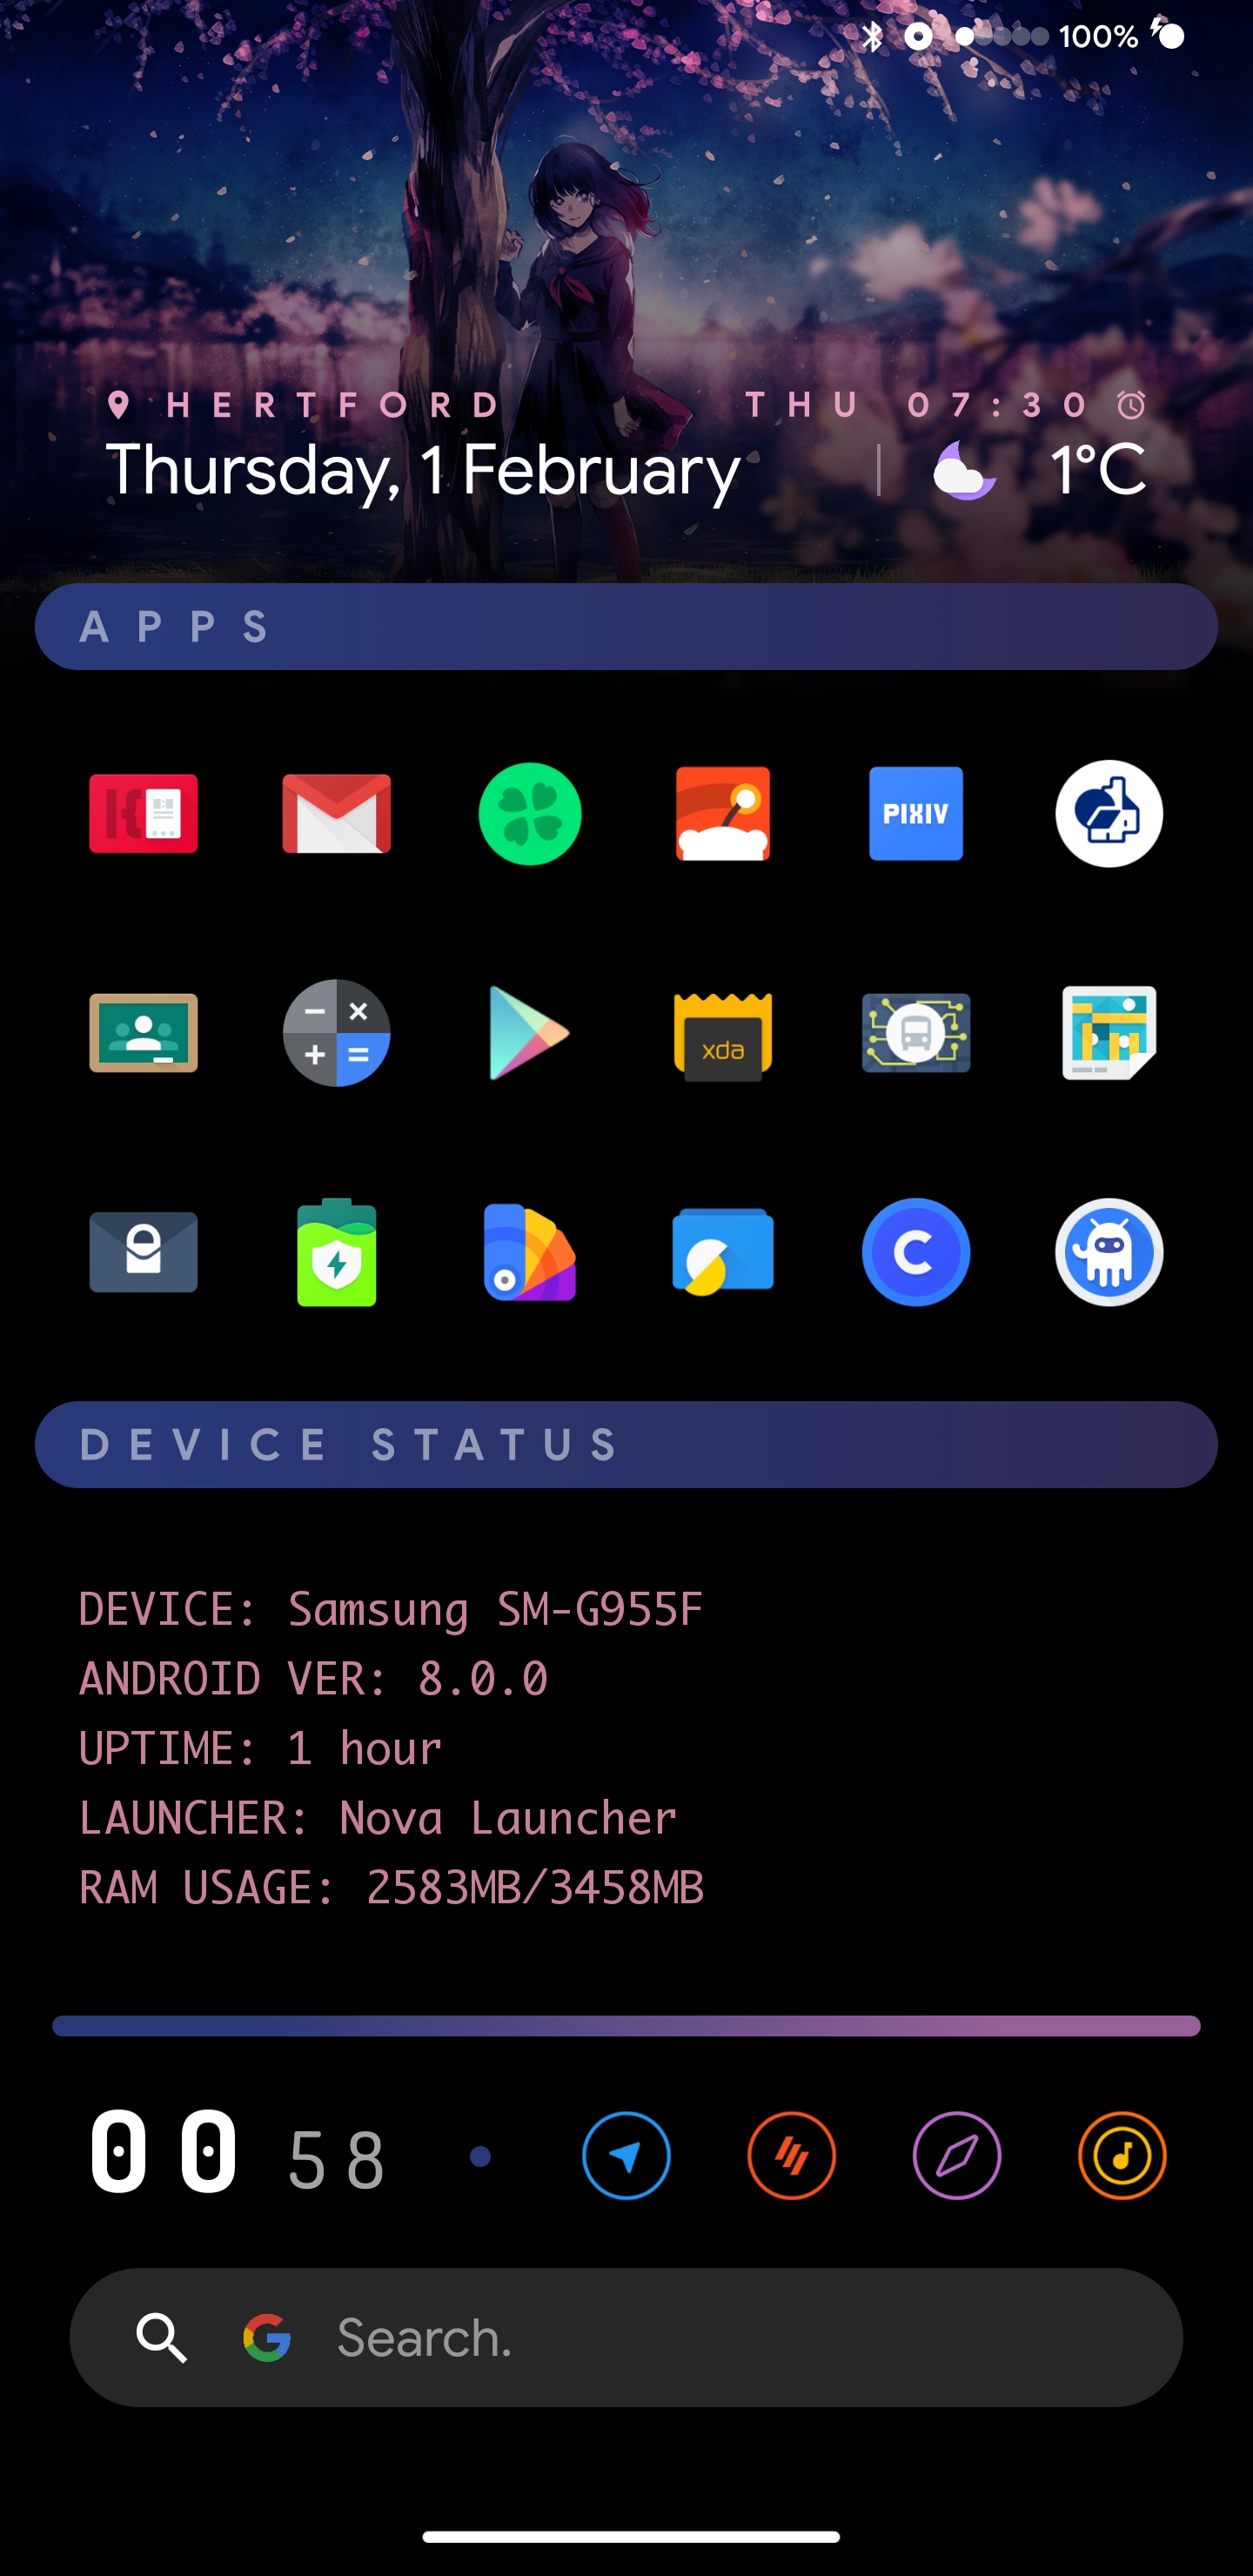 100%
HERTFORD THU 07:30
Thursday, 1 February 1°C
APPS
PIXIV
xda
C
DEVICE STATUS
DEVICE: Samsung SM-G955F
ANDROID VER: 8.0.0
UPTIME: 1 hour
LAUNCHER: Nova Launcher
RAM USAGE: 2583MB/3458MB
00 58
G Search.